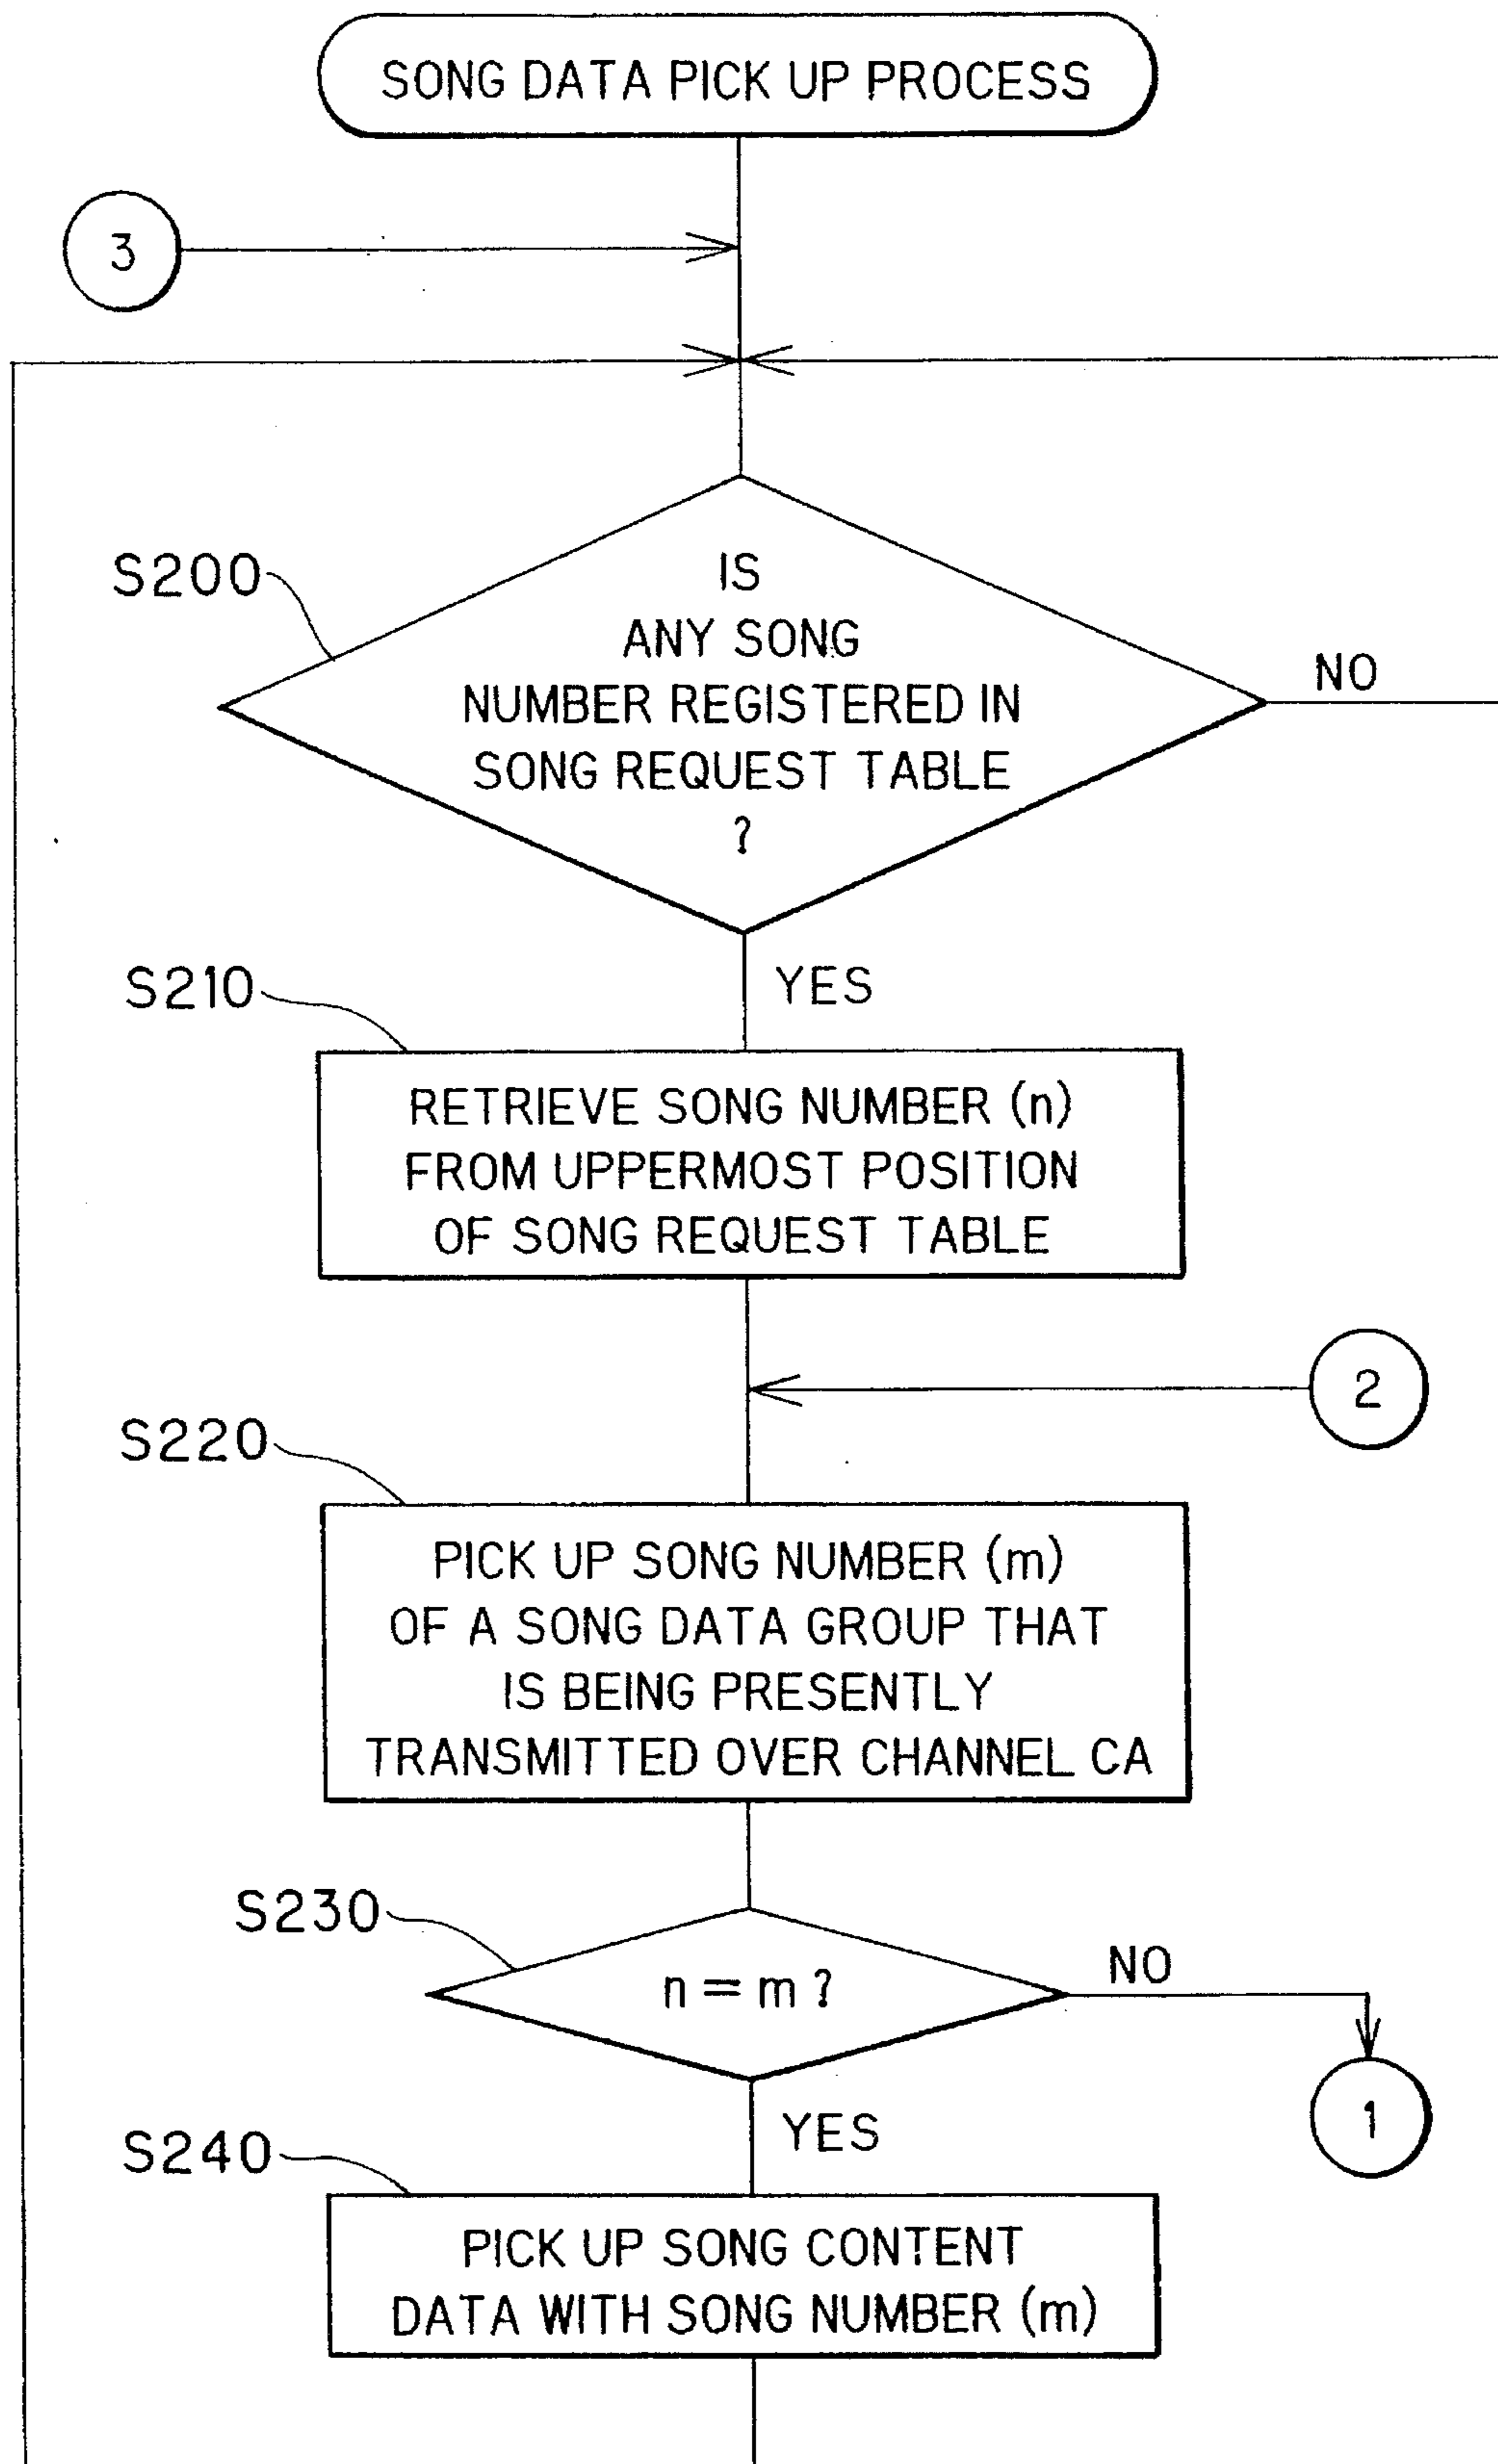 SONG DATA PICK UP PROCESS
3
S200
IS
ANY SONG
NUMBER REGISTERED IN
SONG REQUEST TABLE
?
NO
YES
S210
RETRIEVE SONG NUMBER (n)
FROM UPPERMOST POSITION
OF SONG REQUEST TABLE
2
S220
PICK UP SONG NUMBER (m)
OF A SONG DATA GROUP THAT
IS BEING PRESENTLY
TRANSMITTED OVER CHANNEL CA
S230
n = m ?
NO
1
YES
S240
PICK UP SONG CONTENT
DATA WITH SONG NUMBER (m)